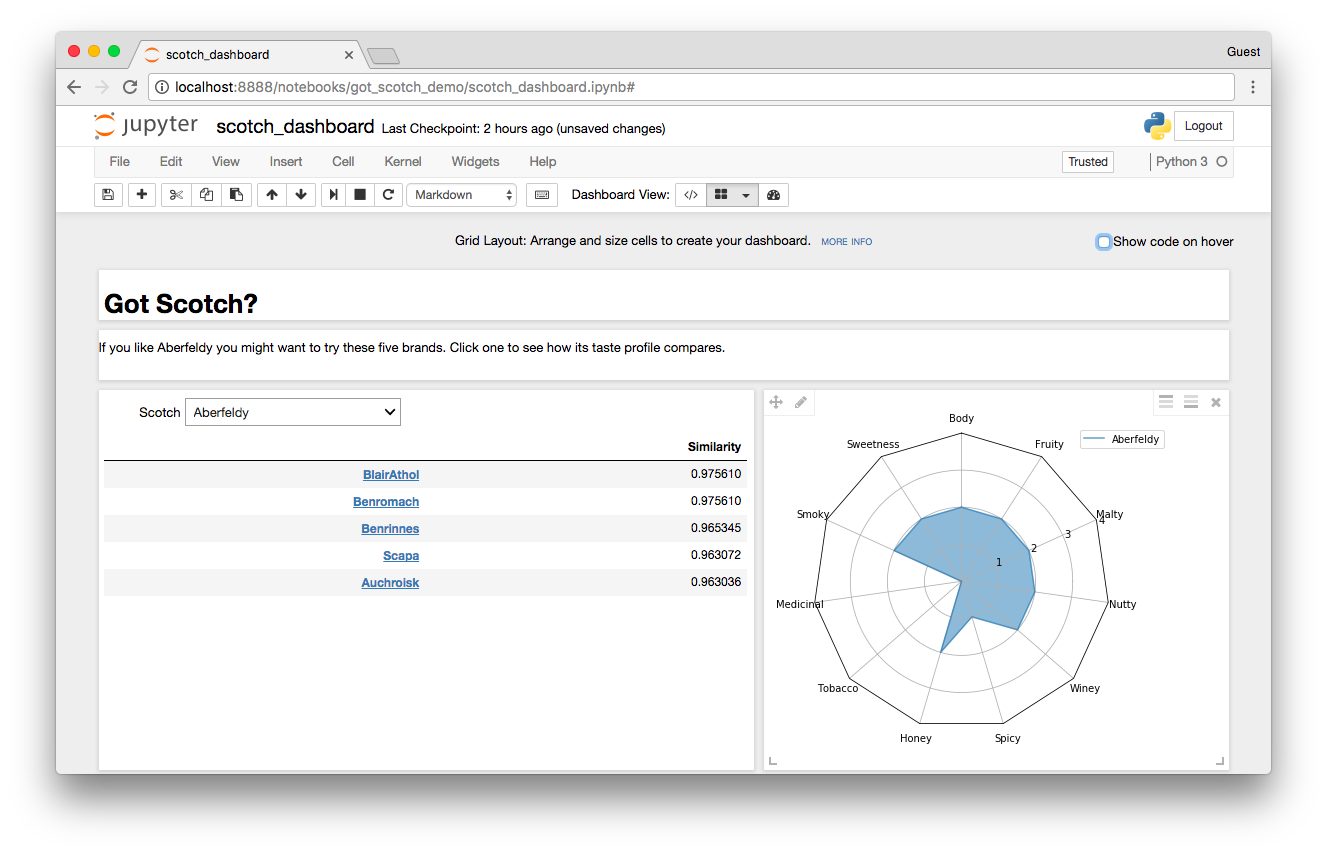 scotch_dashboard
Guest
localhost:8888/notebooks/got_scotch_demo/scotch_dashboard.ipynb#
jupyter scotch_dashboard Last Checkpoint: 2 hours ago (unsaved changes)
Logout
File Edit View Insert Cell Kernel Widgets Help
Trusted
Python 3
Markdown
Dashboard View:
Grid Layout: Arrange and size cells to create your dashboard. MORE INFO
Show code on hover
Got Scotch?
If you like Aberfeldy you might want to try these five brands. Click one to see how its taste profile compares.
Scotch Aberfeldy
Similarity
BlairAthol 0.975610
Benromach 0.975610
Benrinnes 0.965345
Scapa 0.963072
Auchroisk 0.963036
Body
Aberfeldy
Sweetness
Fruity
Smoky
Malty
4
3
2
1
Medicinal
Nutty
Tobacco
Winey
Honey
Spicy